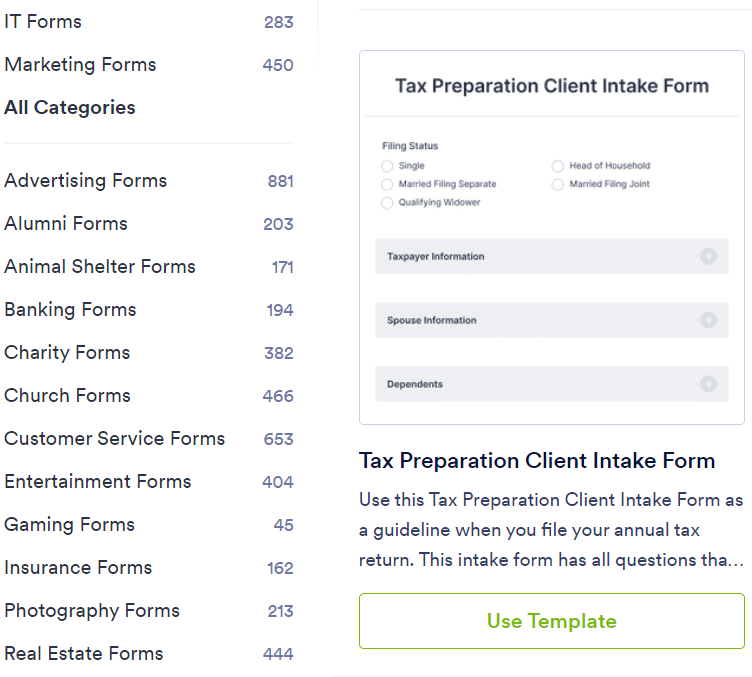 IT Forms 283
Marketing Forms 450
All Categories
Advertising Forms 881
Alumni Forms 203
Animal Shelter Forms 171
Banking Forms 194
Charity Forms 382
Church Forms 466
Customer Service Forms 653
Entertainment Forms 404
Gaming Forms 45
Insurance Forms 162
Photography Forms 213
Real Estate Forms 444
Tax Preparation Client Intake Form
Filing Status
Single Head of Household
Married Filing Separate Married Filing Joint
Qualifying Widower
Taxpayer Information
Spouse Information
Dependents
Tax Preparation Client Intake Form
Use this Tax Preparation Client Intake Form as
a guideline when you file your annual tax
return. This intake form has all questions tha...
Use Template